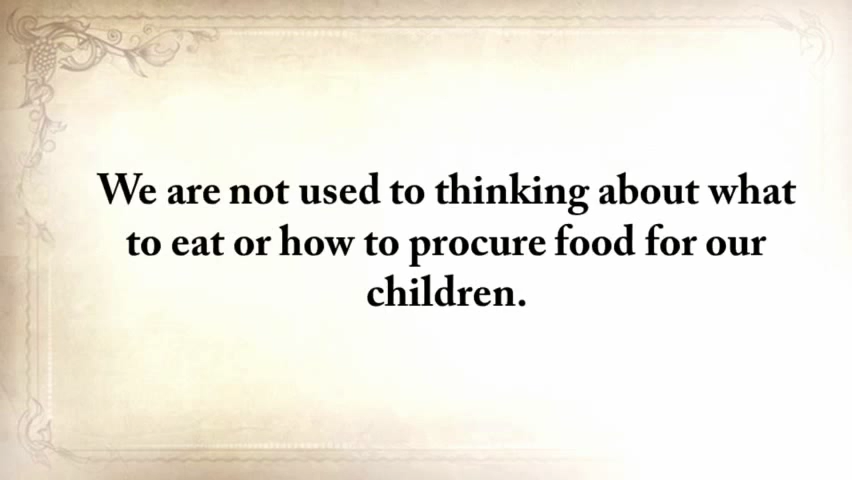 We are not used to thinking about what
to eat or how to procure food for our
children.